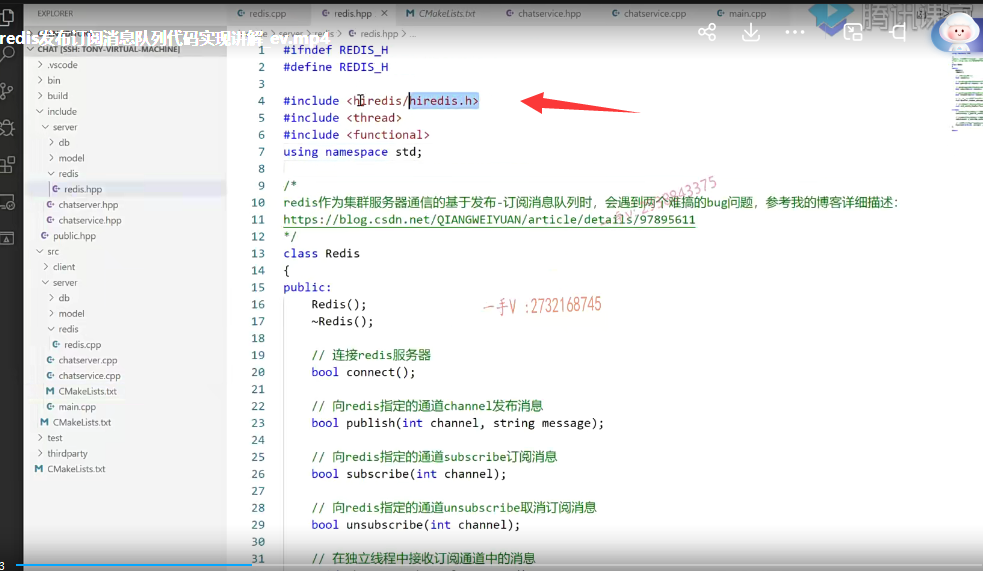 EXPLORER
redis.cpp
redis.hpp
CMakeLists.txt
chatservice.hpp
chatservice.cpp
main.cpp
腾讯课堂
redis发布订阅消息队列代码实现讲解_ev.mp4
redis.hpp > ...
CHAT [SSH: TONY-VIRTUAL-MACHINE]
.vscode
bin
build
include
server
db
model
redis
redis.hpp
chatserver.hpp
chatservice.hpp
public.hpp
src
client
server
db
model
redis
redis.cpp
chatserver.cpp
chatservice.cpp
CMakeLists.txt
main.cpp
CMakeLists.txt
test
thirdparty
CMakeLists.txt
1 #ifndef REDIS_H
2 #define REDIS_H
3
4 #include <hiredis/hiredis.h>
5 #include <thread>
6 #include <functional>
7 using namespace std;
8
9 /*
10 redis作为集群服务器通信的基于发布-订阅消息队列时，会遇到两个难搞的bug问题，参考我的博客详细描述：
11 https://blog.csdn.net/QIANGWEIYUAN/article/details/97895611
12 */
13 class Redis
14 {
15 public:
16 Redis();
17 ~Redis();
18
19 // 连接redis服务器
20 bool connect();
21
22 // 向redis指定的通道channel发布消息
23 bool publish(int channel, string message);
24
25 // 向redis指定的通道subscribe订阅消息
26 bool subscribe(int channel);
27
28 // 向redis指定的通道unsubscribe取消订阅消息
29 bool unsubscribe(int channel);
30
31 // 在独立线程中接收订阅通道中的消息
一手V :2732168745